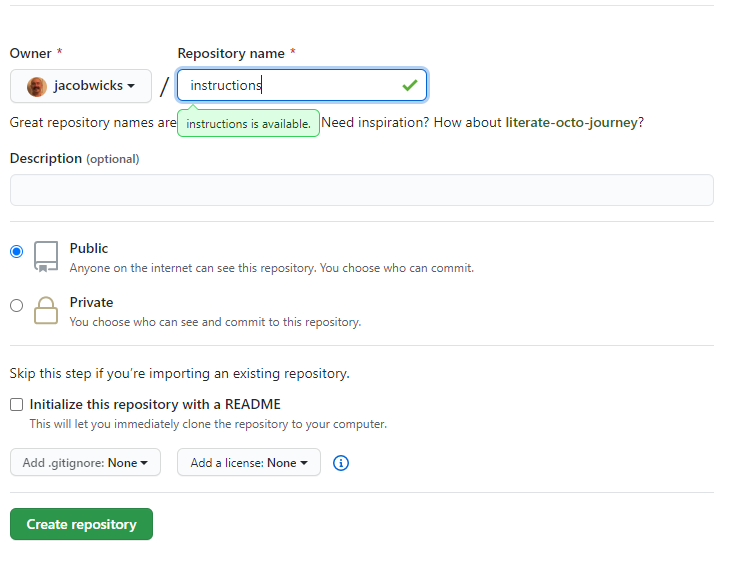 Owner * Repository name *
jacobwicks / instructions
Great repository names are instructions is available. Need inspiration? How about literate-octo-journey?
Description (optional)
Public
Anyone on the internet can see this repository. You choose who can commit.
Private
You choose who can see and commit to this repository.
Skip this step if you're importing an existing repository.
Initialize this repository with a README
This will let you immediately clone the repository to your computer.
Add .gitignore: None Add a license: None
Create repository